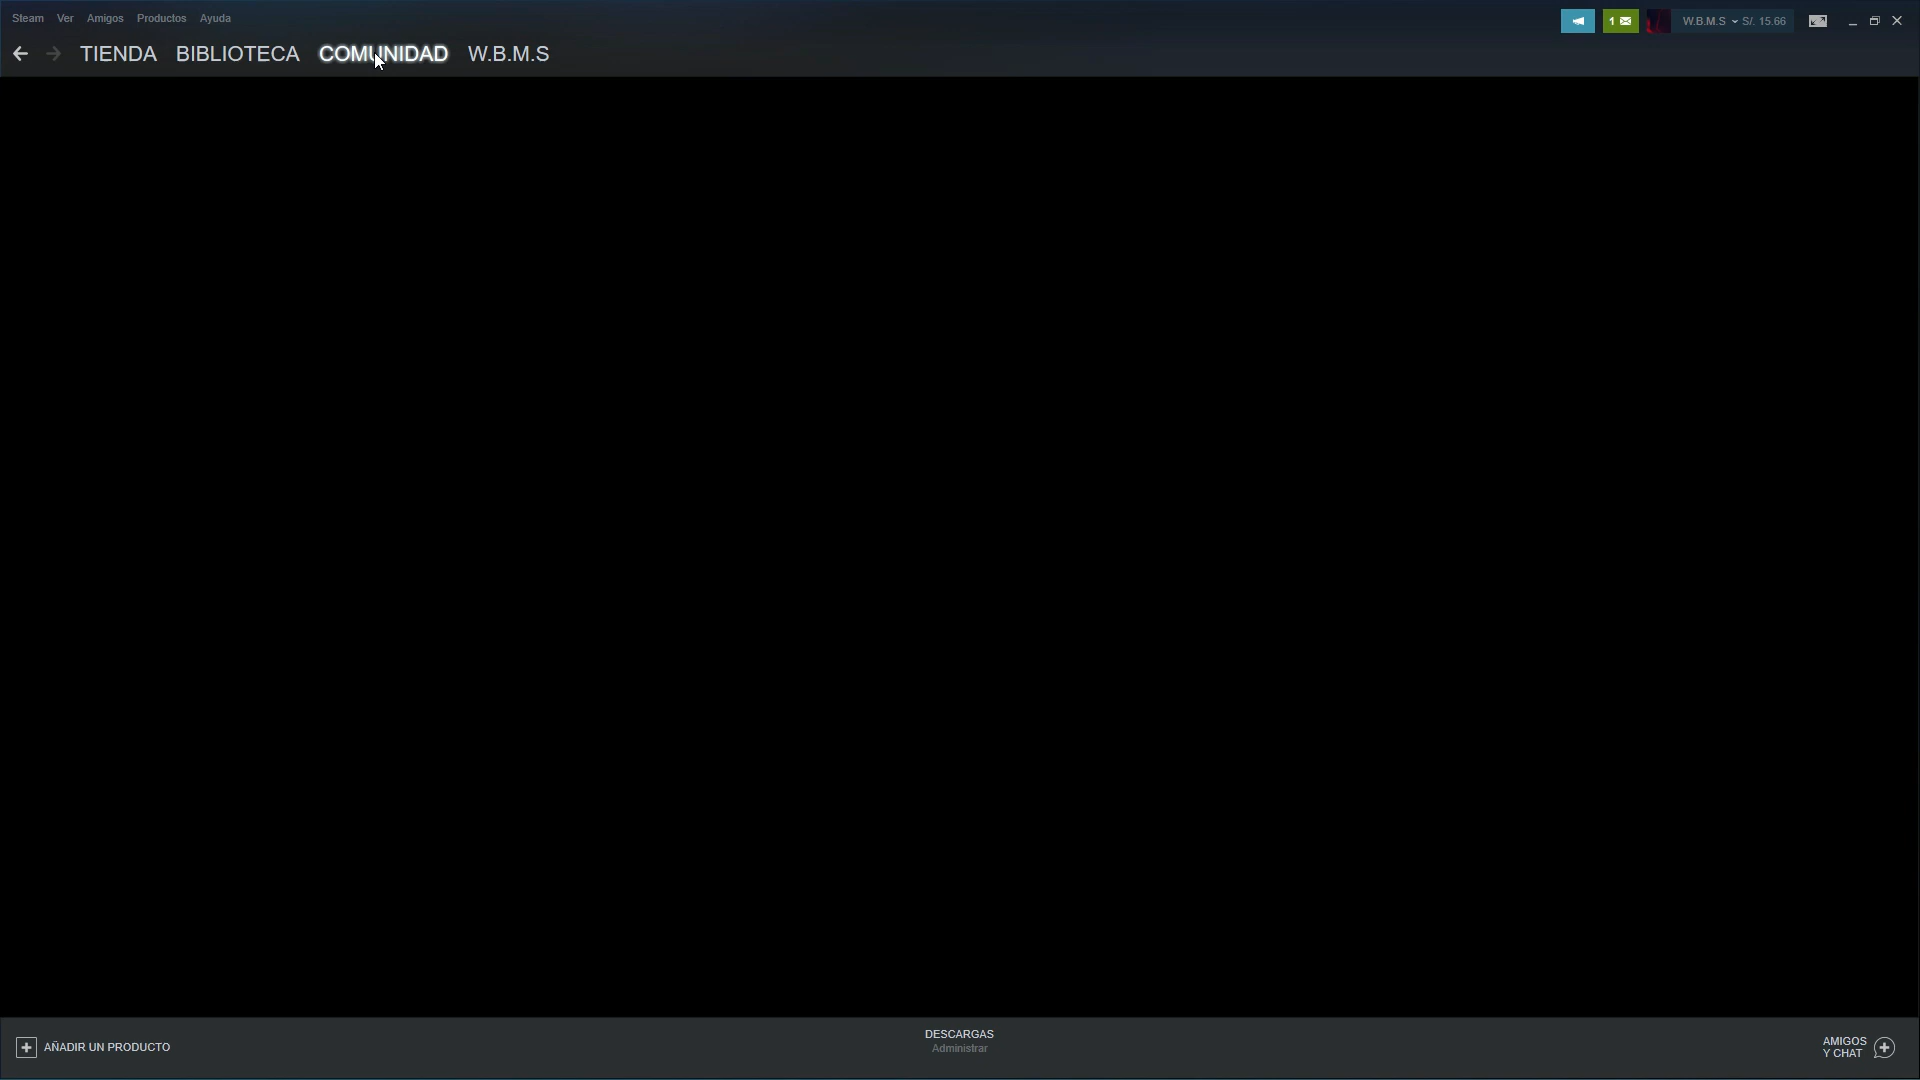 Steam Ver Amigos Productos Ayuda
1 W.B.M.S S/. 15.66
TIENDA BIBLIOTECA COMUNIDAD W.B.M.S
AÑADIR UN PRODUCTO
DESCARGAS
Administrar
AMIGOS
Y CHAT